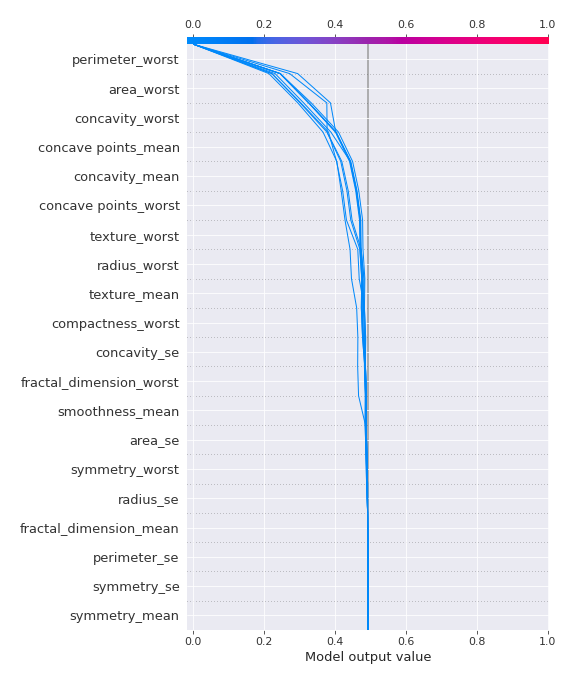 0.0 0.2 0.4 0.6 0.8 1.0
perimeter_worst
area_worst
concavity_worst
concave points_mean
concavity_mean
concave points_worst
texture_worst
radius_worst
texture_mean
compactness_worst
concavity_se
fractal_dimension_worst
smoothness_mean
area_se
symmetry_worst
radius_se
fractal_dimension_mean
perimeter_se
symmetry_se
symmetry_mean
0.0 0.2 0.4 0.6 0.8 1.0
Model output value